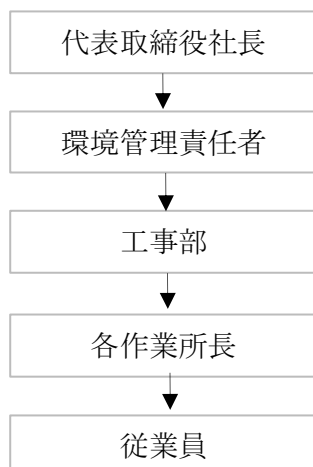 代表取締役社長
環境管理責任者
工事部
各作業所長
従業員